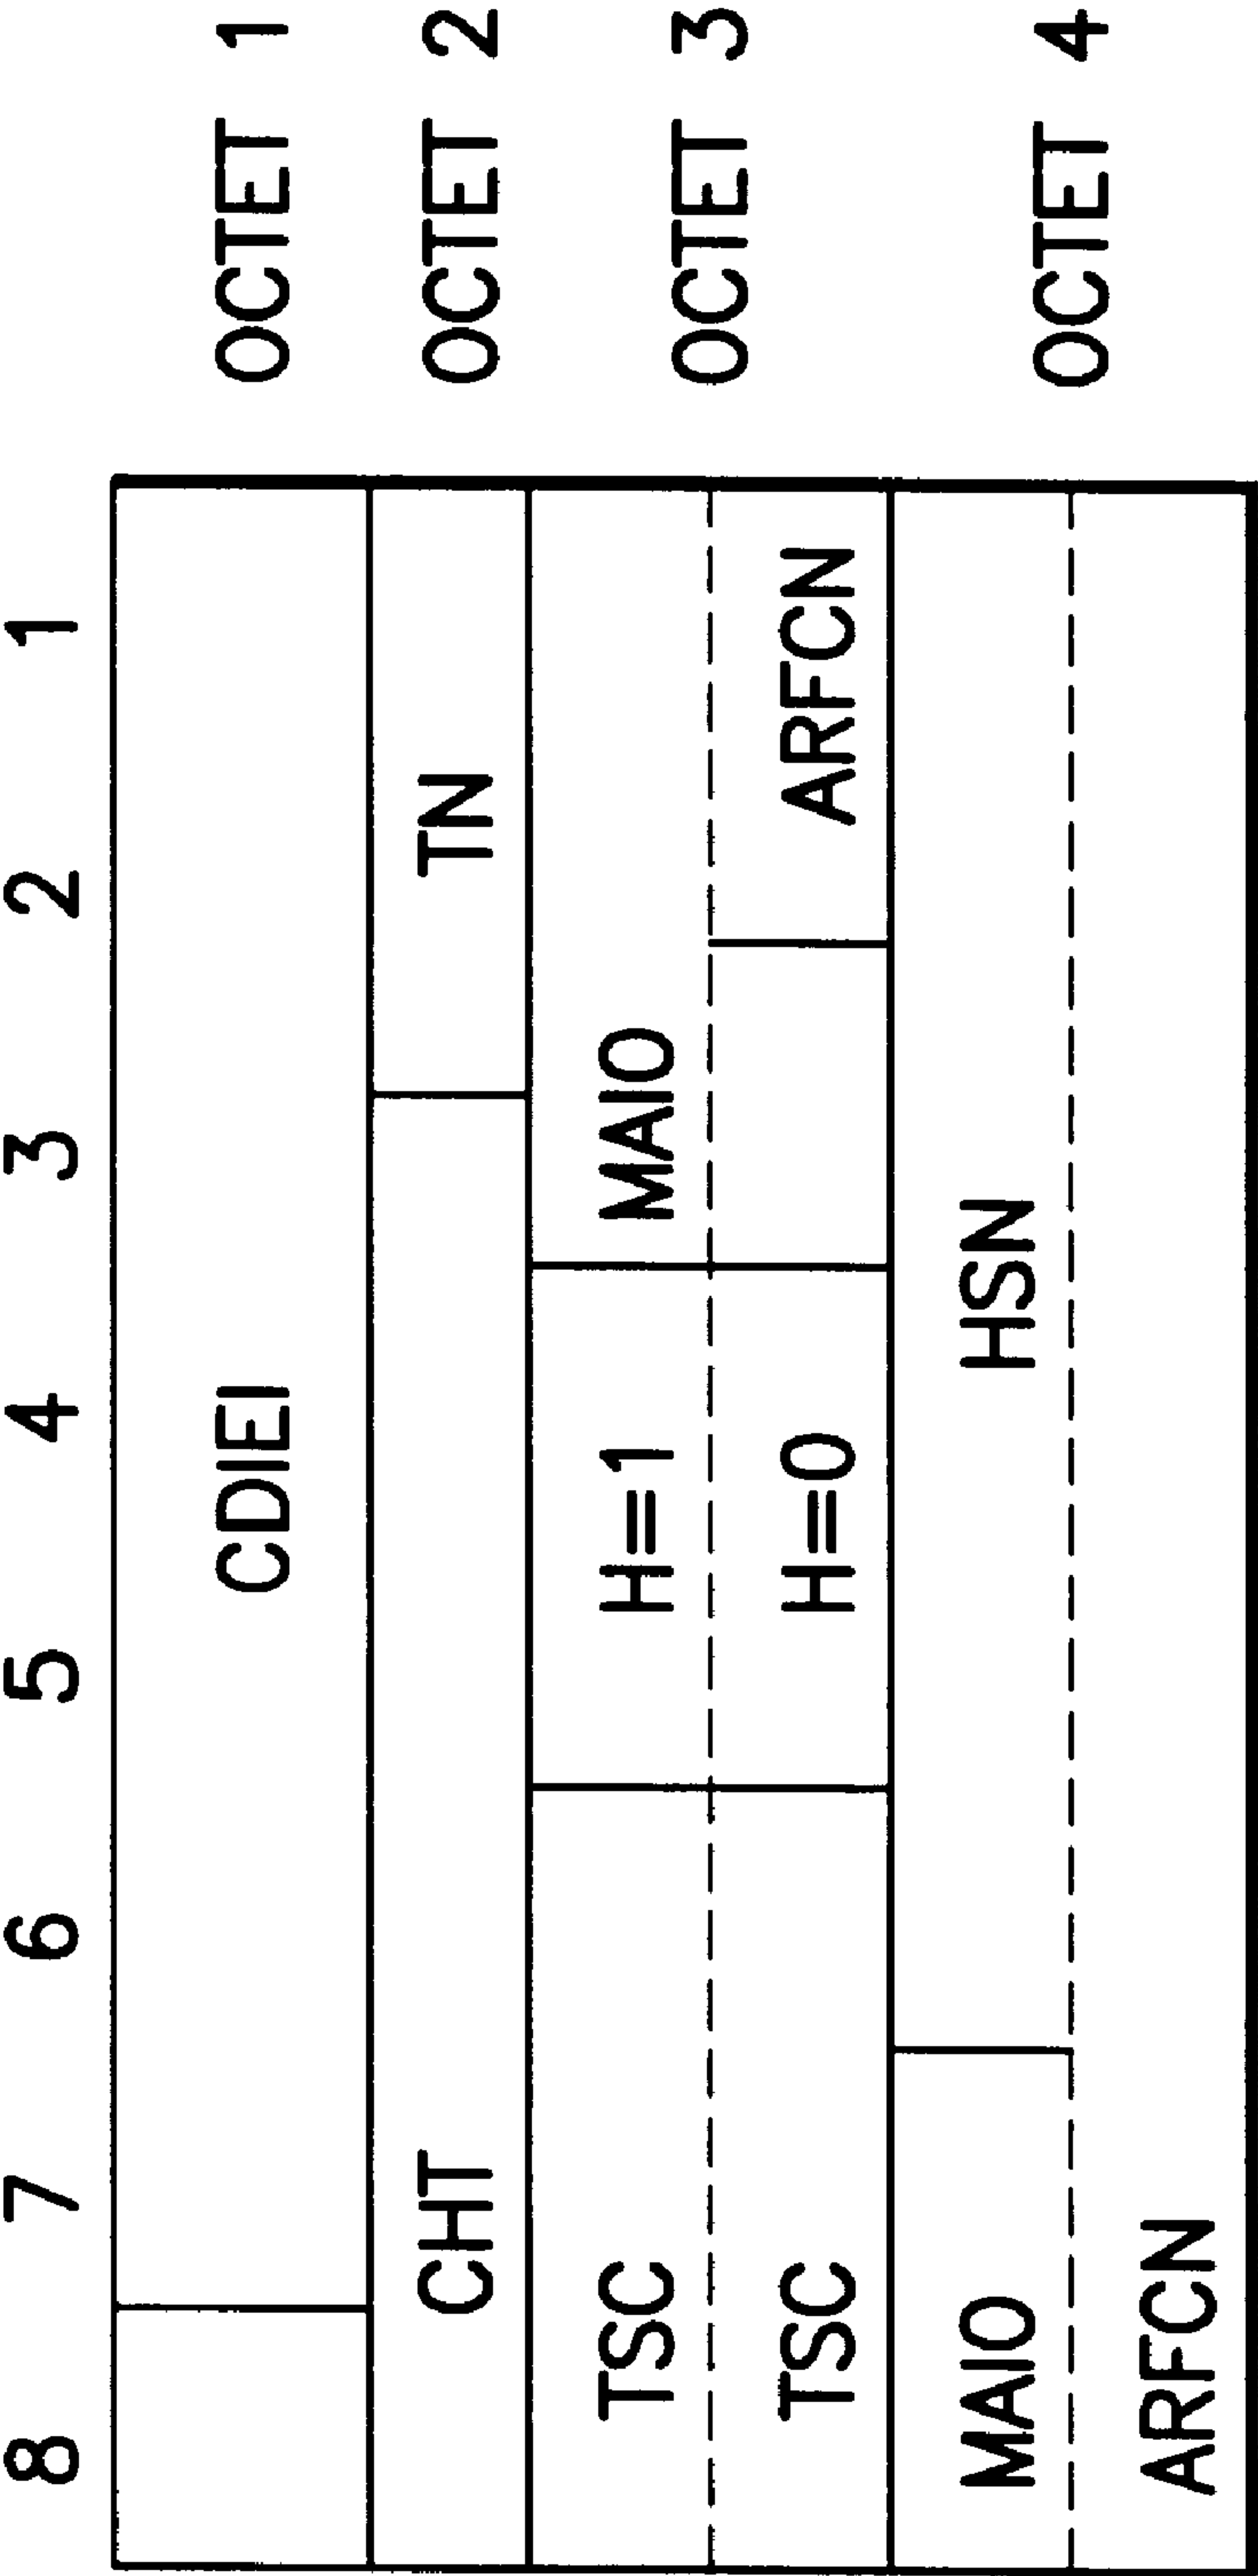 8 7 6 5 4 3 2 1
CDIEI OCTET 1
CHT TN OCTET 2
TSC H=1 MAIO
OCTET 3
TSC H=0 ARFCN
MAIO HSN
OCTET 4
ARFCN